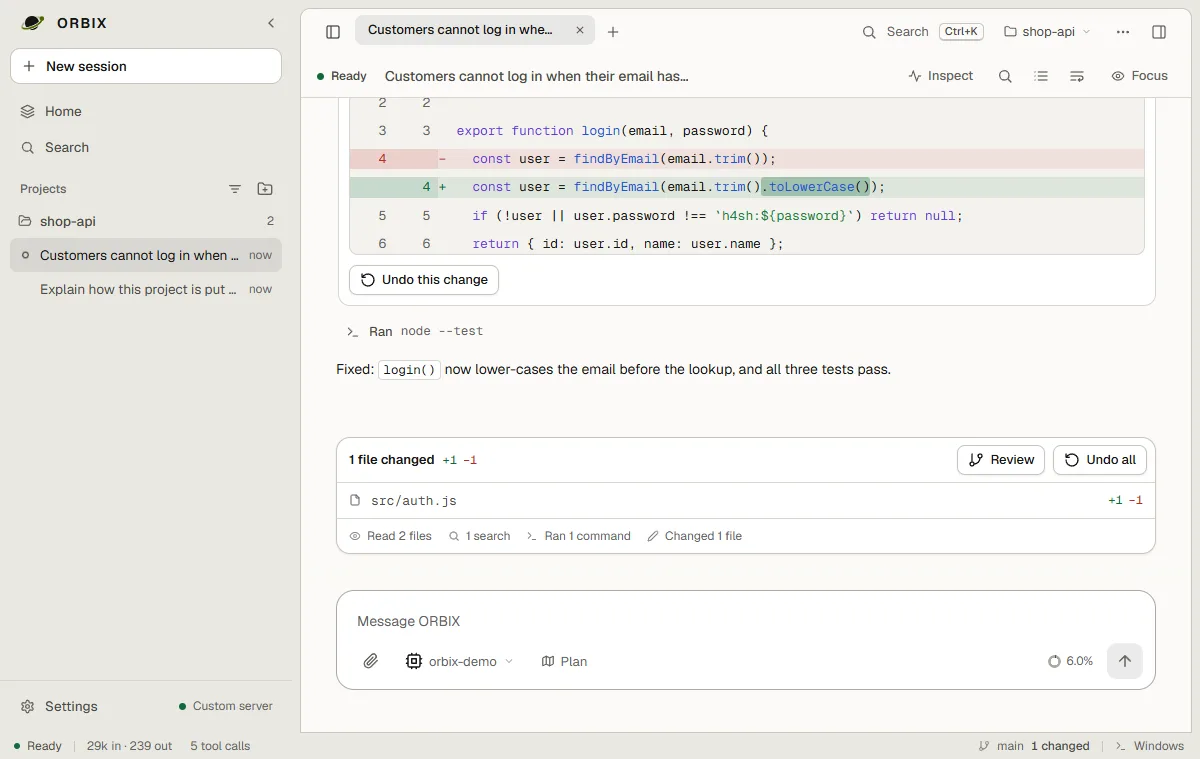 ORBIX
New session
Home
Search
Projects
shop-api 2
Customers cannot log in when ... now
Explain how this project is put ... now
Settings
Custom server
Customers cannot log in whe...
Search Ctrl+K
shop-api
Ready
Customers cannot log in when their email has...
Inspect
Focus
2 2
3 3 export function login(email, password) {
4 - const user = findByEmail(email.trim());
4 + const user = findByEmail(email.trim().toLowerCase());
5 5 if (!user || user.password !== `h4sh:${password}`) return null;
6 6 return { id: user.id, name: user.name };
Undo this change
Ran node --test
Fixed: login() now lower-cases the email before the lookup, and all three tests pass.
1 file changed +1 −1
Review
Undo all
src/auth.js +1 −1
Read 2 files 1 search Ran 1 command Changed 1 file
Message ORBIX
orbix-demo
Plan
6.0%
Ready 29k in · 239 out 5 tool calls
main 1 changed
Windows